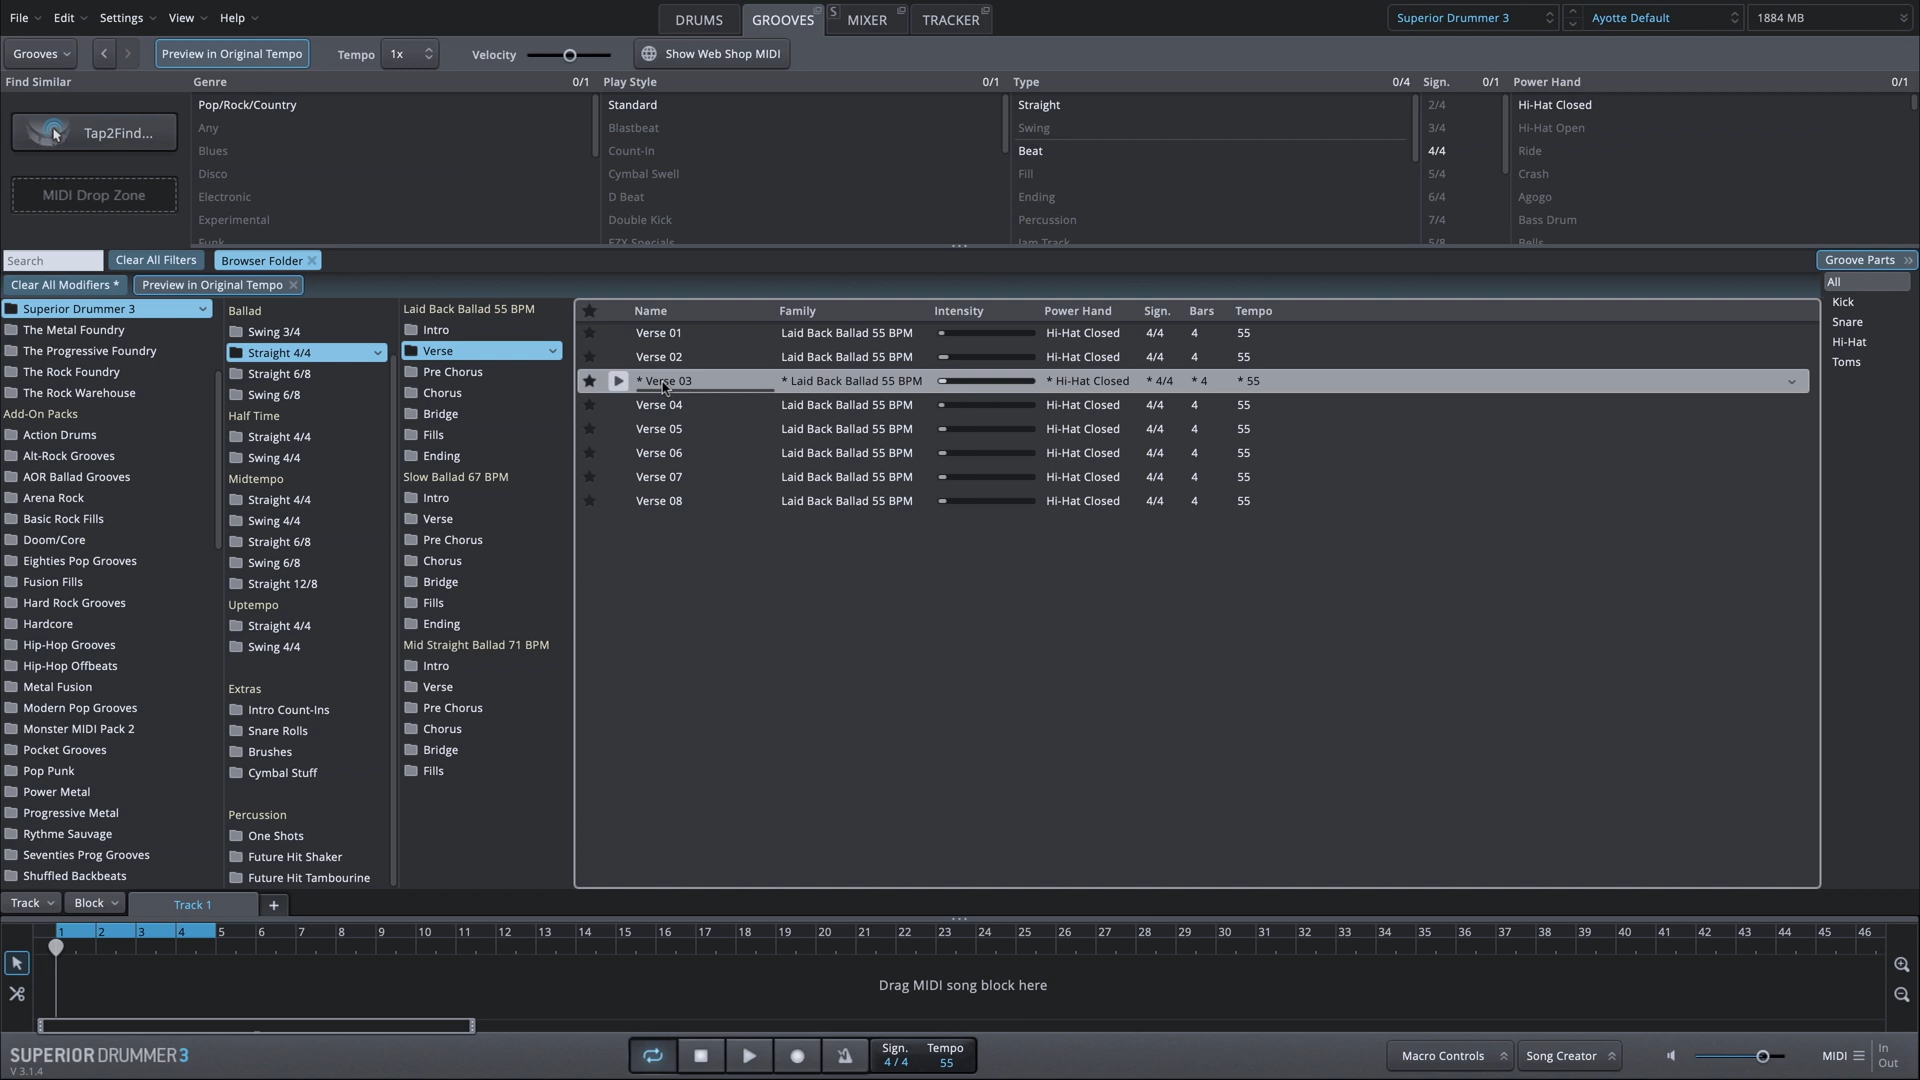 File Edit Settings View Help
DRUMS GROOVES S MIXER TRACKER
Superior Drummer 3 Ayotte Default 1884 MB
Grooves Preview in Original Tempo Tempo 1x Velocity Show Web Shop MIDI
Find Similar Genre 0/1 Play Style 0/1 Type 0/4 Sign. 0/1 Power Hand 0/1
Tap2Find...
MIDI Drop Zone
Pop/Rock/Country Standard Straight 2/4 Hi-Hat Closed
Any Blastbeat Swing 3/4 Hi-Hat Open
Blues Count-In Beat 4/4 Ride
Disco Cymbal Swell Fill 5/4 Crash
Electronic D Beat Ending 6/4 Agogo
Experimental Double Kick Percussion 7/4 Bass Drum
Funk EZX Specials Jam Track 5/8 Bells
Search Clear All Filters Browser Folder Groove Parts
Clear All Modifiers * Preview in Original Tempo
All
Kick
Snare
Hi-Hat
Toms
Superior Drummer 3
The Metal Foundry
The Progressive Foundry
The Rock Foundry
The Rock Warehouse
Add-On Packs
Action Drums
Alt-Rock Grooves
AOR Ballad Grooves
Arena Rock
Basic Rock Fills
Doom/Core
Eighties Pop Grooves
Fusion Fills
Hard Rock Grooves
Hardcore
Hip-Hop Grooves
Hip-Hop Offbeats
Metal Fusion
Modern Pop Grooves
Monster MIDI Pack 2
Pocket Grooves
Pop Punk
Power Metal
Progressive Metal
Rythme Sauvage
Seventies Prog Grooves
Shuffled Backbeats
Ballad
Swing 3/4
Straight 4/4
Straight 6/8
Swing 6/8
Half Time
Straight 4/4
Swing 4/4
Midtempo
Straight 4/4
Swing 4/4
Straight 6/8
Swing 6/8
Straight 12/8
Uptempo
Straight 4/4
Swing 4/4
Extras
Intro Count-Ins
Snare Rolls
Brushes
Cymbal Stuff
Percussion
One Shots
Future Hit Shaker
Future Hit Tambourine
Laid Back Ballad 55 BPM
Intro
Verse
Pre Chorus
Chorus
Bridge
Fills
Ending
Slow Ballad 67 BPM
Intro
Verse
Pre Chorus
Chorus
Bridge
Fills
Ending
Mid Straight Ballad 71 BPM
Intro
Verse
Pre Chorus
Chorus
Bridge
Fills
Name Family Intensity Power Hand Sign. Bars Tempo
Verse 01 Laid Back Ballad 55 BPM Hi-Hat Closed 4/4 4 55
Verse 02 Laid Back Ballad 55 BPM Hi-Hat Closed 4/4 4 55
* Verse 03 * Laid Back Ballad 55 BPM * Hi-Hat Closed * 4/4 * 4 * 55
Verse 04 Laid Back Ballad 55 BPM Hi-Hat Closed 4/4 4 55
Verse 05 Laid Back Ballad 55 BPM Hi-Hat Closed 4/4 4 55
Verse 06 Laid Back Ballad 55 BPM Hi-Hat Closed 4/4 4 55
Verse 07 Laid Back Ballad 55 BPM Hi-Hat Closed 4/4 4 55
Verse 08 Laid Back Ballad 55 BPM Hi-Hat Closed 4/4 4 55
Track Block Track 1 +
1 2 3 4 5 6 7 8 9 10 11 12 13 14 15 16 17 18 19 20 21 22 23 24 25 26 27 28 29 30 31 32 33 34 35 36 37 38 39 40 41 42 43 44 45 46
Drag MIDI song block here
SUPERIOR DRUMMER 3
V 3.1.4
Sign. Tempo
4 / 4 55
Macro Controls Song Creator MIDI In
Out